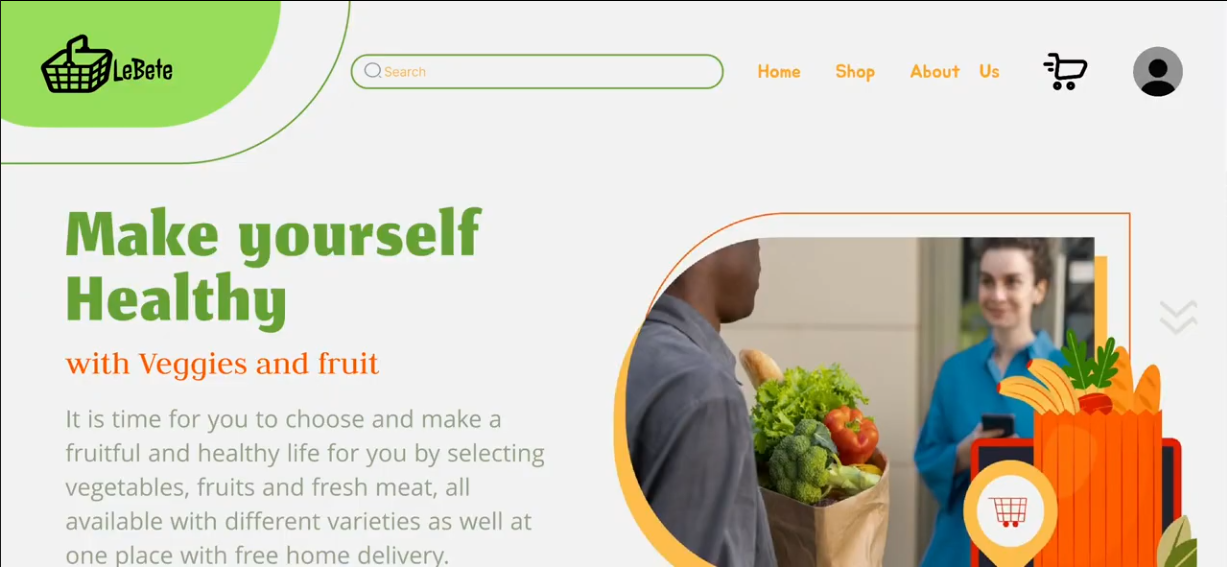 LeBete
Search
Home Shop About Us
Make yourself
Healthy
with Veggies and fruit
It is time for you to choose and make a
fruitful and healthy life for you by selecting
vegetables, fruits and fresh meat, all
available with different varieties as well at
one place with free home delivery.